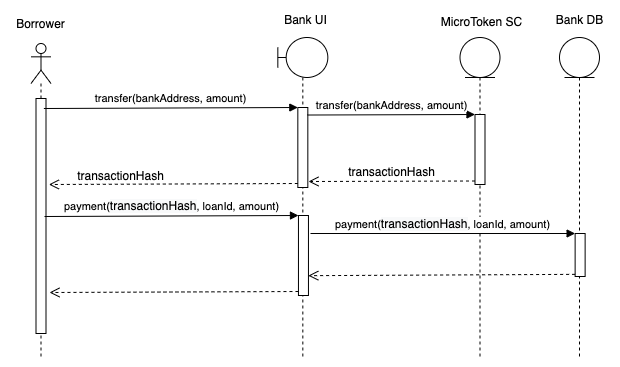 Borrower
Bank UI
MicroToken SC
Bank DB
transfer(bankAddress, amount)
transfer(bankAddress, amount)
transactionHash
transactionHash
payment(transactionHash, loanId, amount)
payment(transactionHash, loanId, amount)